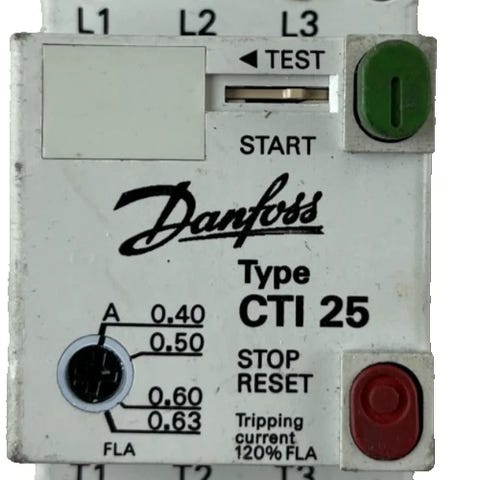 L1 L2 L3
◄ TEST
START
Danfoss
Type
CTI 25
A 0.40
0.50
0.60
0.63
FLA
STOP
RESET
Tripping
current
120% FLA
T1 T2 T3